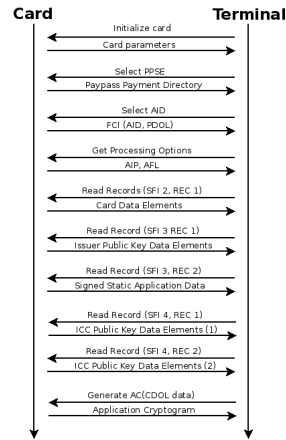 Card Terminal
Initialize card
Card parameters
Select PPSE
Paypass Payment Directory
Select AID
FCI (AID, PDOL)
Get Processing Options
AIP, AFL
Read Records (SFI 2, REC 1)
Card Data Elements
Read Record (SFI 3 REC 1)
Issuer Public Key Data Elements
Read Record (SFI 3, REC 2)
Signed Static Application Data
Read Record (SFI 4, REC 1)
ICC Public Key Data Elements (1)
Read Record (SFI 4, REC 2)
ICC Public Key Data Elements (2)
Generate AC(CDOL data)
Application Cryptogram